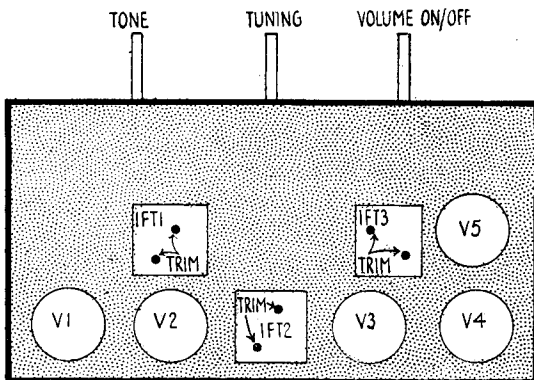 TONE
TUNING
VOLUME ON/OFF
IFT1
TRIM
IFT3
TRIM
V5
V1
V2
TRIM
IFT2
V3
V4